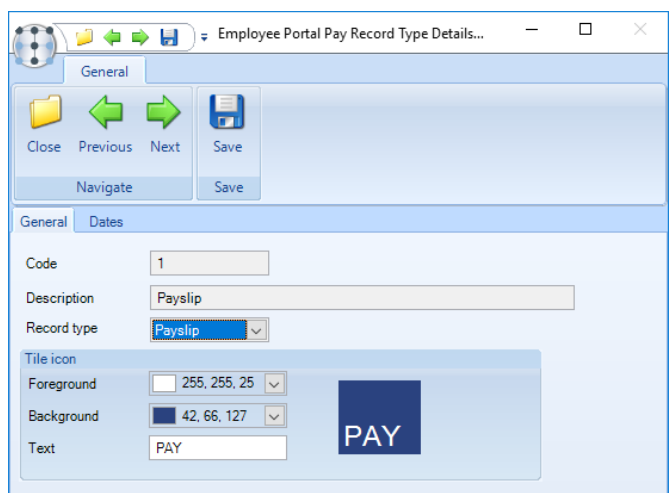 Employee Portal Pay Record Type Details...
General
Close Previous Next Save
Navigate Save
General Dates
Code 1
Description Payslip
Record type Payslip
Tile icon
Foreground 255, 255, 25
Background 42, 66, 127
Text PAY
PAY